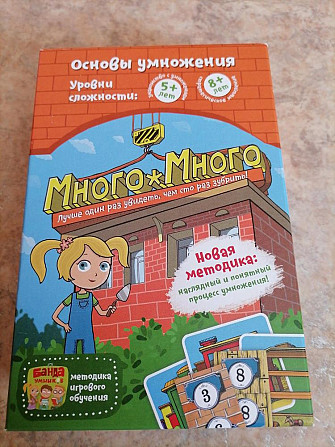 Основы умножения
Уровни
сложности:
5+
лет
8+
лет
Много*Много
Лучше один раз увидеть, чем сто раз зубрить!
Новая
методика:
наглядный и понятный
процесс умножения!
3
8
8
Банда
умников
методика
игрового
обучения